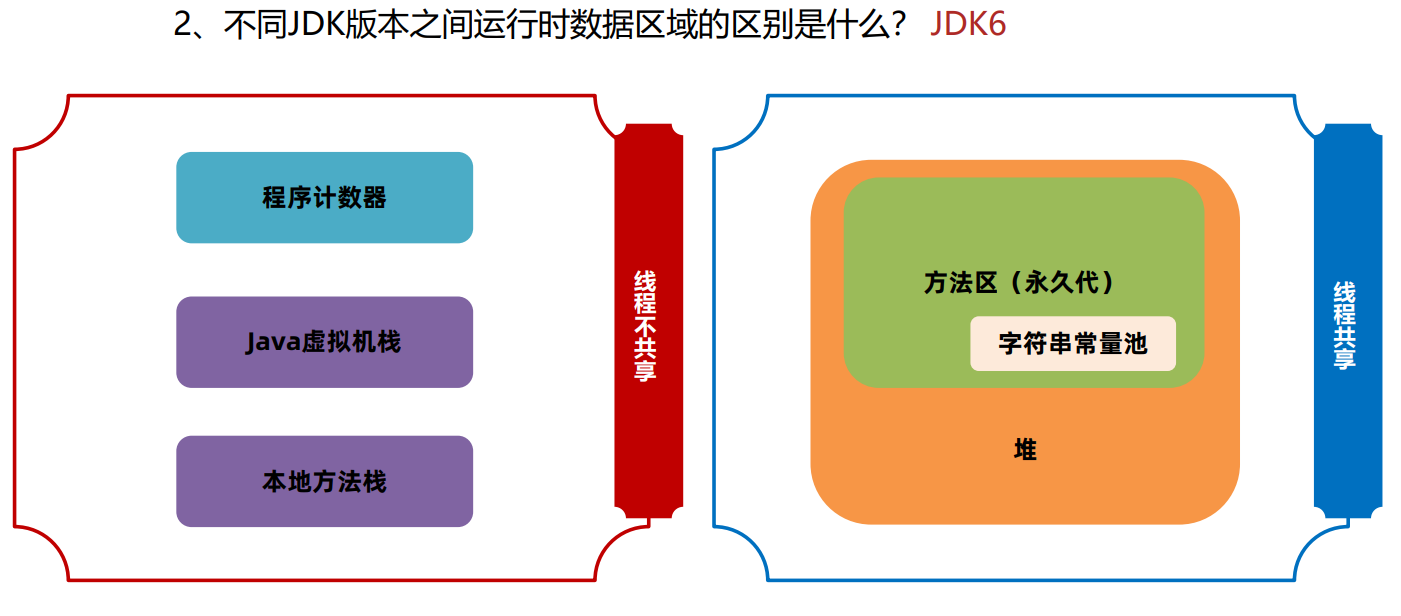 2、不同JDK版本之间运行时数据区域的区别是什么？ JDK6
程序计数器
Java虚拟机栈
本地方法栈
线程不共享
方法区（永久代）
字符串常量池
堆
线程共享